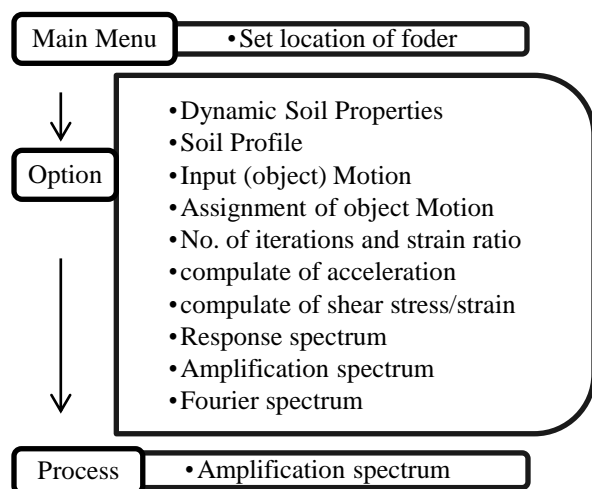 Main Menu
•Set location of foder
Option
•Dynamic Soil Properties
•Soil Profile
•Input (object) Motion
•Assignment of object Motion
•No. of iterations and strain ratio
•compulate of acceleration
•compulate of shear stress/strain
•Response spectrum
•Amplification spectrum
•Fourier spectrum
Process
•Amplification spectrum